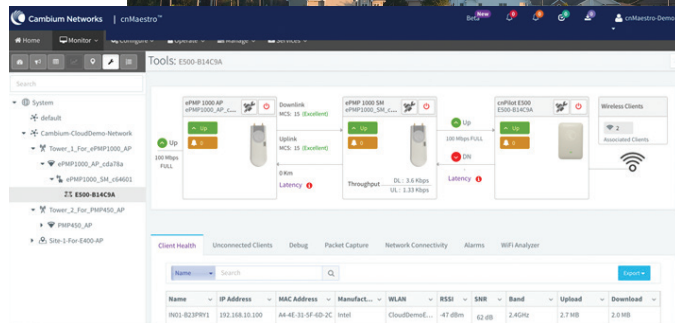 Cambium Networks | cnMaestro™
Beta New 0 0 0 cnMaestro-Demo
Home Monitor Configure Operate Manage Services
Tools: E500-B14C9A
Search
System
default
Cambium-CloudDemo-Network
Tower_1_For_ePMP1000_AP
ePMP1000_AP_cda78a
ePMP1000_SM_c64601
E500-B14C9A
Tower_2_For_PMP450_AP
PMP450_AP
Site-1-For-E400-AP
Up
100 Mbps
FULL
ePMP 1000 AP
ePMP1000_AP_c...
Up
0
Downlink
MCS: 15 (Excellent)
Uplink
MCS: 15 (Excellent)
0 Km
Latency
ePMP 1000 SM
ePMP1000_SM_c...
Up
0
Throughput DL : 3.6 Kbps
UL : 1.33 Kbps
Up
100 Mbps FULL
DN
-
Latency
cnPilot E500
E500-B14C9A
Up
0
Wireless Clients
2
Associated Clients
Client Health Unconnected Clients Debug Packet Capture Network Connectivity Alarms WiFi Analyzer
Name Search Export
Name IP Address MAC Address Manufact... WLAN RSSI SNR Band Upload Download
IN01-B23PRY1 192.168.10.100 A4-4E-31-5F-6D-2C Intel CloudDemoE... -47 dBm 62 dB 2.4GHz 2.7 MB 2.0 MB